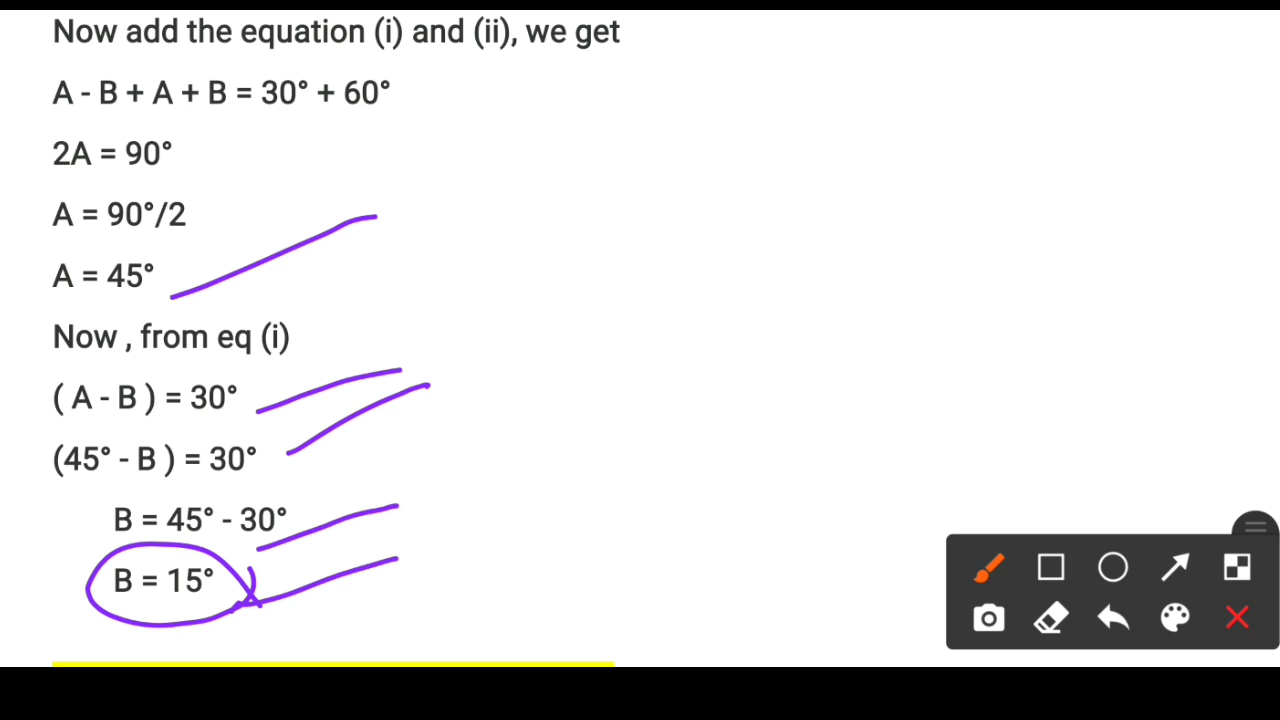 Now add the equation (i) and (ii), we get
A - B + A + B = 30° + 60°
2A = 90°
A = 90°/2
A = 45°
Now , from eq (i)
( A - B ) = 30°
(45° - B ) = 30°
B = 45° - 30°
B = 15°